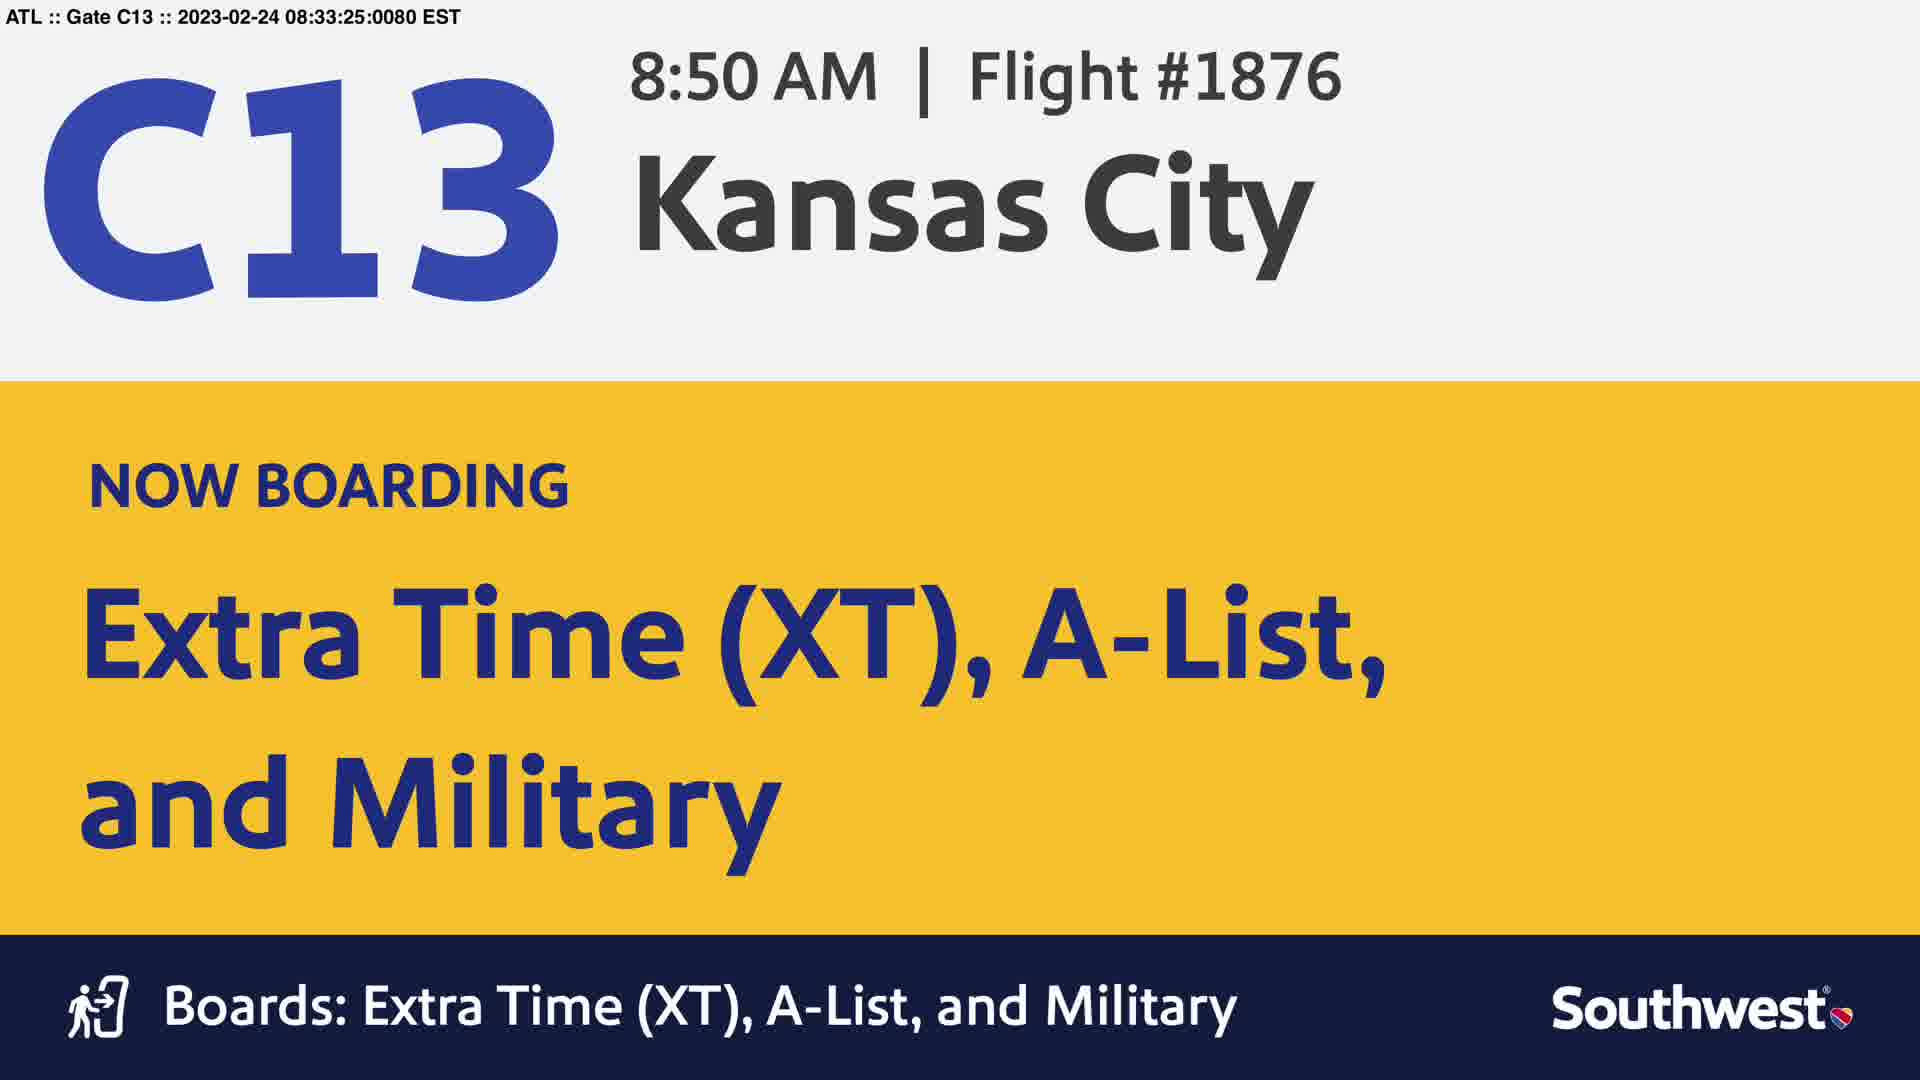 ATL :: Gate C13 :: 2023-02-24 08:33:25:0080 EST
C13
8:50 AM | Flight #1876
Kansas City
NOW BOARDING
Extra Time (XT), A-List,
and Military
Boards: Extra Time (XT), A-List, and Military
Southwest®